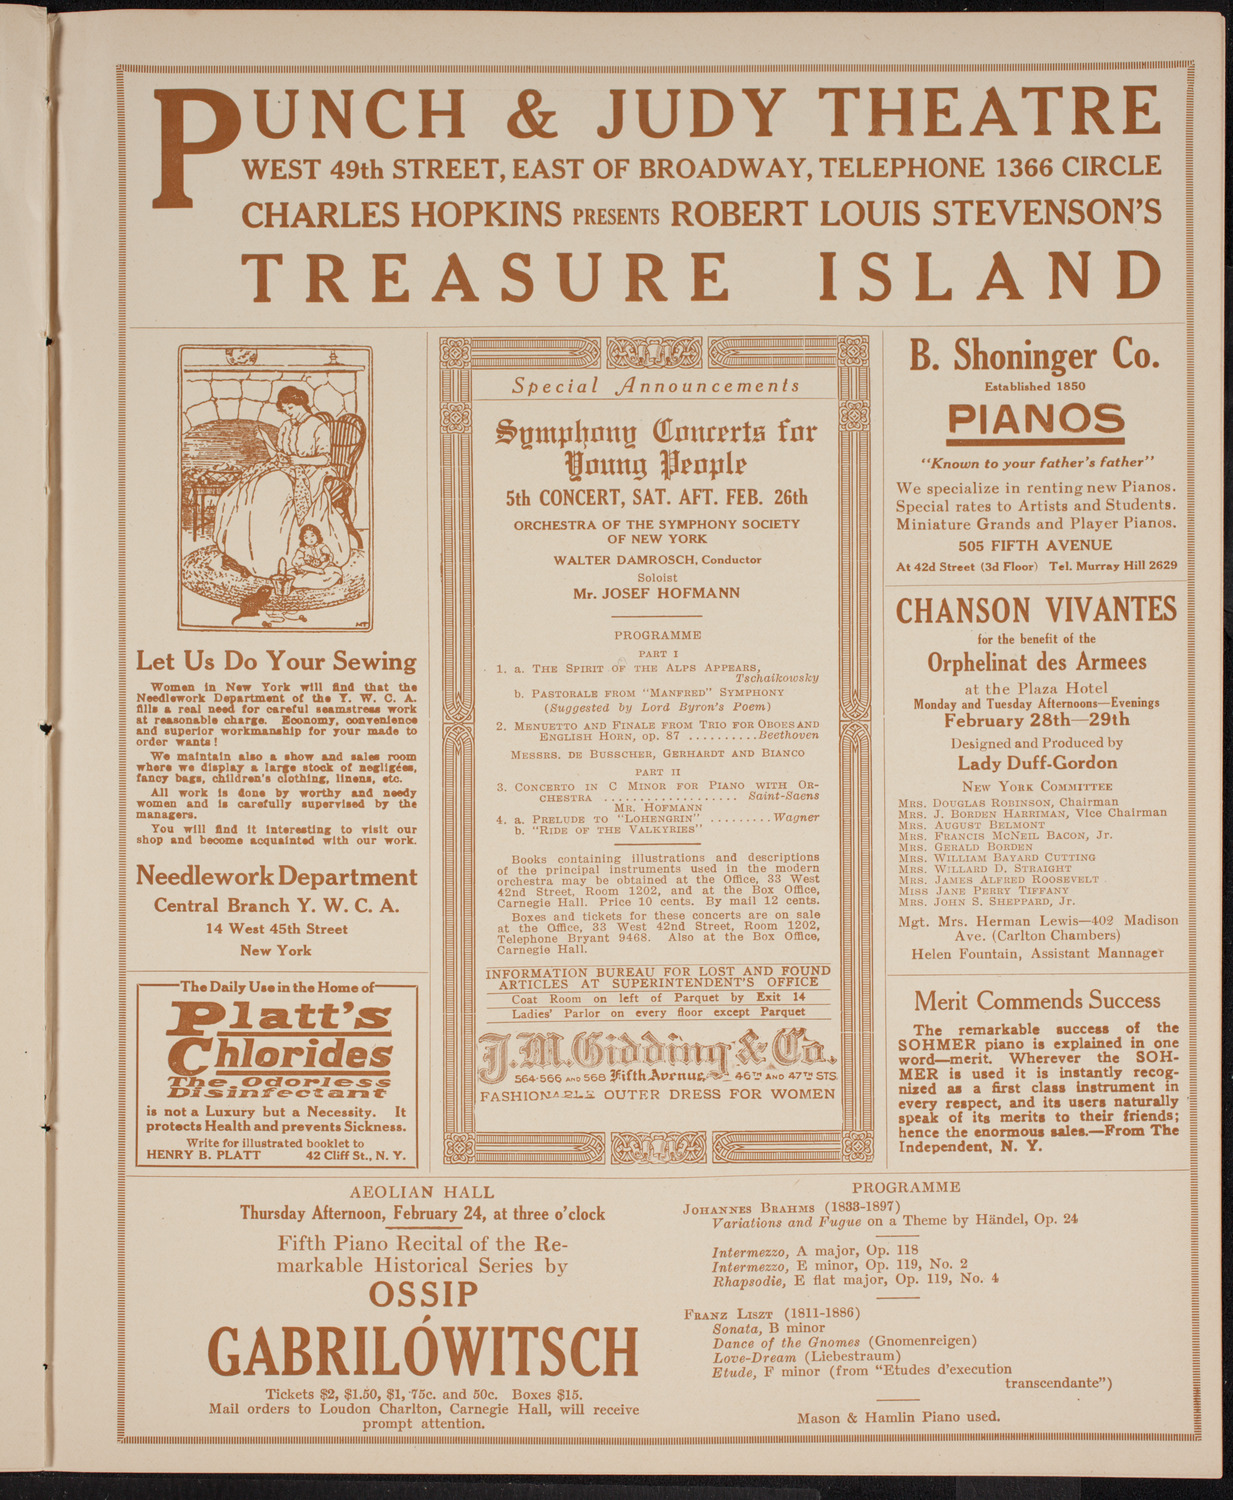 PUNCH & JUDY THEATRE
WEST 49th STREET, EAST OF BROADWAY, TELEPHONE 1366 CIRCLE
CHARLES HOPKINS PRESENTS ROBERT LOUIS STEVENSON'S
TREASURE ISLAND
MT
Let Us Do Your Sewing
Women in New York will find that the
Needlework Department of the Y. W. C. A.
fills a real need for careful seamstress work
at reasonable charge. Economy, convenience
and superior workmanship for your made to
order wants!
We maintain also a show and sales room
where we display a large stock of negligées,
fancy bags, children's clothing, linens, etc.
All work is done by worthy and needy
women and is carefully supervised by the
managers.
You will find it interesting to visit our
shop and become acquainted with our work.
Needlework Department
Central Branch Y. W. C. A.
14 West 45th Street
New York
The Daily Use in the Home of
Platt's
Chlorides
The Odorless
Disinfectant
is not a Luxury but a Necessity. It
protects Health and prevents Sickness.
Write for illustrated booklet to
HENRY B. PLATT 42 Cliff St., N. Y.
Special Announcements
Symphony Concerts for
Young People
5th CONCERT, SAT. AFT. FEB. 26th
ORCHESTRA OF THE SYMPHONY SOCIETY
OF NEW YORK
WALTER DAMROSCH, Conductor
Soloist
Mr. JOSEF HOFMANN
PROGRAMME
PART I
1. a. THE SPIRIT OF THE ALPS APPEARS,
Tschaikowsky
b. PASTORALE FROM "MANFRED" SYMPHONY
(Suggested by Lord Byron's Poem)
2. MENUETTO AND FINALE FROM TRIO FOR OBOES AND
ENGLISH HORN, op. 87 ..........Beethoven
MESSRS. DE BUSSCHER, GERHARDT AND BIANCO
PART II
3. CONCERTO IN C MINOR FOR PIANO WITH OR-
CHESTRA .................. Saint-Saens
MR. HOFMANN
4. a. PRELUDE TO "LOHENGRIN" .........Wagner
b. "RIDE OF THE VALKYRIES"
Books containing illustrations and descriptions
of the principal instruments used in the modern
orchestra may be obtained at the Office, 33 West
42nd Street, Room 1202, and at the Box Office,
Carnegie Hall. Price 10 cents. By mail 12 cents.
Boxes and tickets for these concerts are on sale
at the Office, 33 West 42nd Street, Room 1202,
Telephone Bryant 9468. Also at the Box Office,
Carnegie Hall.
INFORMATION BUREAU FOR LOST AND FOUND
ARTICLES AT SUPERINTENDENT'S OFFICE
Coat Room on left of Parquet by Exit 14
Ladies' Parlor on every floor except Parquet
J.M. Gidding & Co.
564-566 AND 568 Fifth Avenue, 46TH AND 47TH STS.
FASHIONABLE OUTER DRESS FOR WOMEN
B. Shoninger Co.
Established 1850
PIANOS
"Known to your father's father"
We specialize in renting new Pianos.
Special rates to Artists and Students.
Miniature Grands and Player Pianos.
505 FIFTH AVENUE
At 42d Street (3d Floor) Tel. Murray Hill 2629
CHANSON VIVANTES
for the benefit of the
Orphelinat des Armees
at the Plaza Hotel
Monday and Tuesday Afternoons—Evenings
February 28th—29th
Designed and Produced by
Lady Duff-Gordon
NEW YORK COMMITTEE
MRS. DOUGLAS ROBINSON, Chairman
MRS. J. BORDEN HARRIMAN, Vice Chairman
MRS. AUGUST BELMONT
MRS. FRANCIS MCNEIL BACON, JR.
MRS. GERALD BORDEN
MRS. WILLIAM BAYARD CUTTING
MRS. WILLARD D. STRAIGHT
MRS. JAMES ALFRED ROOSEVELT
MISS JANE PERRY TIFFANY
MRS. JOHN S. SHEPPARD, JR.
Mgt. Mrs. Herman Lewis—402 Madison
Ave. (Carlton Chambers)
Helen Fountain, Assistant Mannager
Merit Commends Success
The remarkable success of the
SOHMER piano is explained in one
word—merit. Wherever the SOH-
MER is used it is instantly recog-
nized as a first class instrument in
every respect, and its users naturally
speak of its merits to their friends;
hence the enormous sales.—From The
Independent, N. Y.
AEOLIAN HALL
Thursday Afternoon, February 24, at three o'clock
Fifth Piano Recital of the Re-
markable Historical Series by
OSSIP
GABRILÓWITSCH
Tickets $2, $1.50, $1, 75c. and 50c. Boxes $15.
Mail orders to Loudon Charlton, Carnegie Hall, will receive
prompt attention.
PROGRAMME
JOHANNES BRAHMS (1833-1897)
Variations and Fugue on a Theme by Händel, Op. 24
Intermezzo, A major, Op. 118
Intermezzo, E minor, Op. 119, No. 2
Rhapsodie, E flat major, Op. 119, No. 4
FRANZ LISZT (1811-1886)
Sonata, B minor
Dance of the Gnomes (Gnomenreigen)
Love-Dream (Liebestraum)
Etude, F minor (from "Etudes d'execution
transcendante")
Mason & Hamlin Piano used.